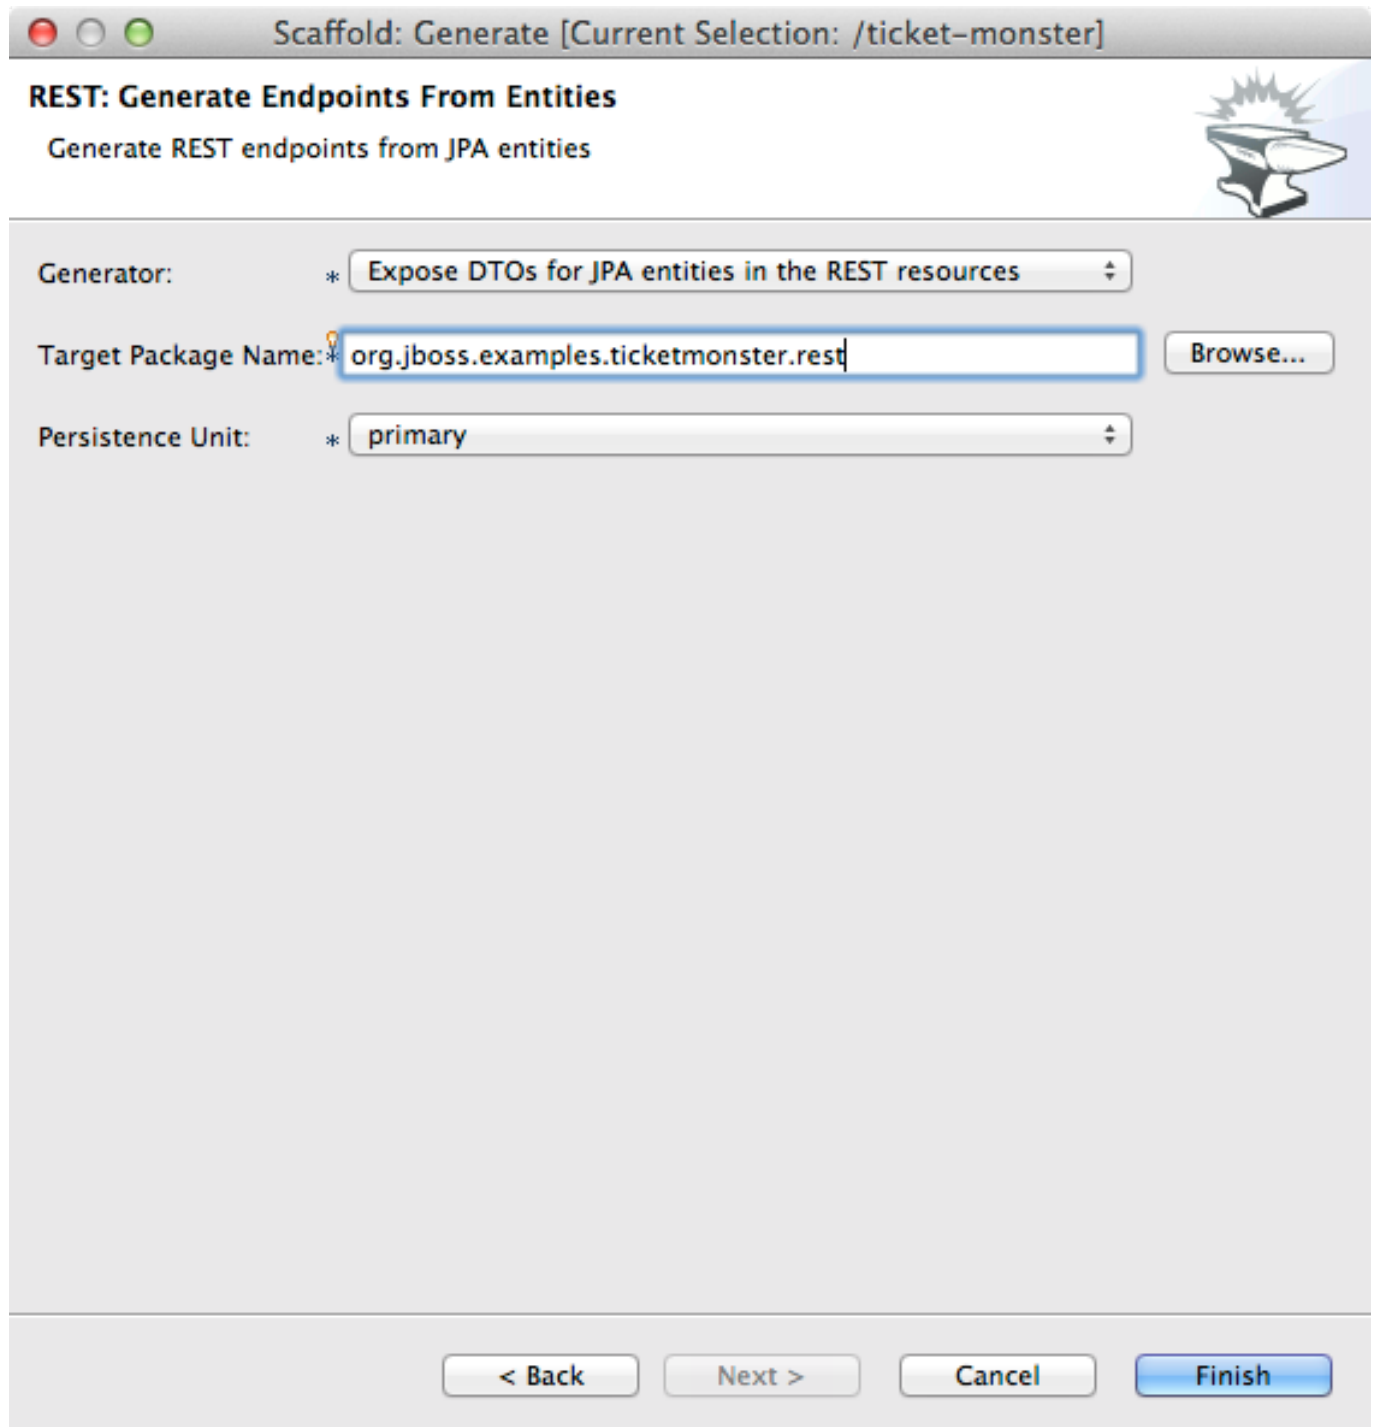 Scaffold: Generate [Current Selection: /ticket-monster]
REST: Generate Endpoints From Entities
Generate REST endpoints from JPA entities
Generator: * Expose DTOs for JPA entities in the REST resources
Target Package Name: * org.jboss.examples.ticketmonster.rest Browse...
Persistence Unit: * primary
< Back Next > Cancel Finish